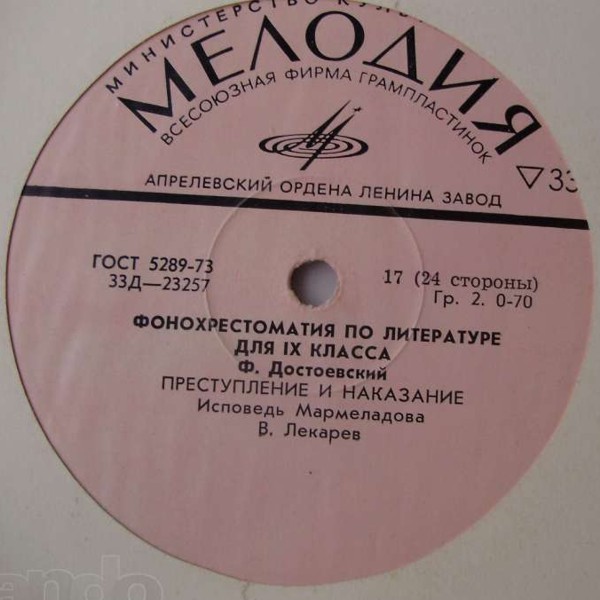 МИНИСТЕРСТВО
МЕЛОДИЯ
ВСЕСОЮЗНАЯ ФИРМА ГРАМПЛАСТИНОК
АПРЕЛЕВСКИЙ ОРДЕНА ЛЕНИНА ЗАВОД
▽33
ГОСТ 5289-73
33Д—23257
17 (24 стороны)
Гр. 2. 0-70
ФОНОХРЕСТОМАТИЯ ПО ЛИТЕРАТУРЕ
ДЛЯ IX КЛАССА
Ф. Достоевский
ПРЕСТУПЛЕНИЕ И НАКАЗАНИЕ
Исповедь Мармеладова
В. Лекарев